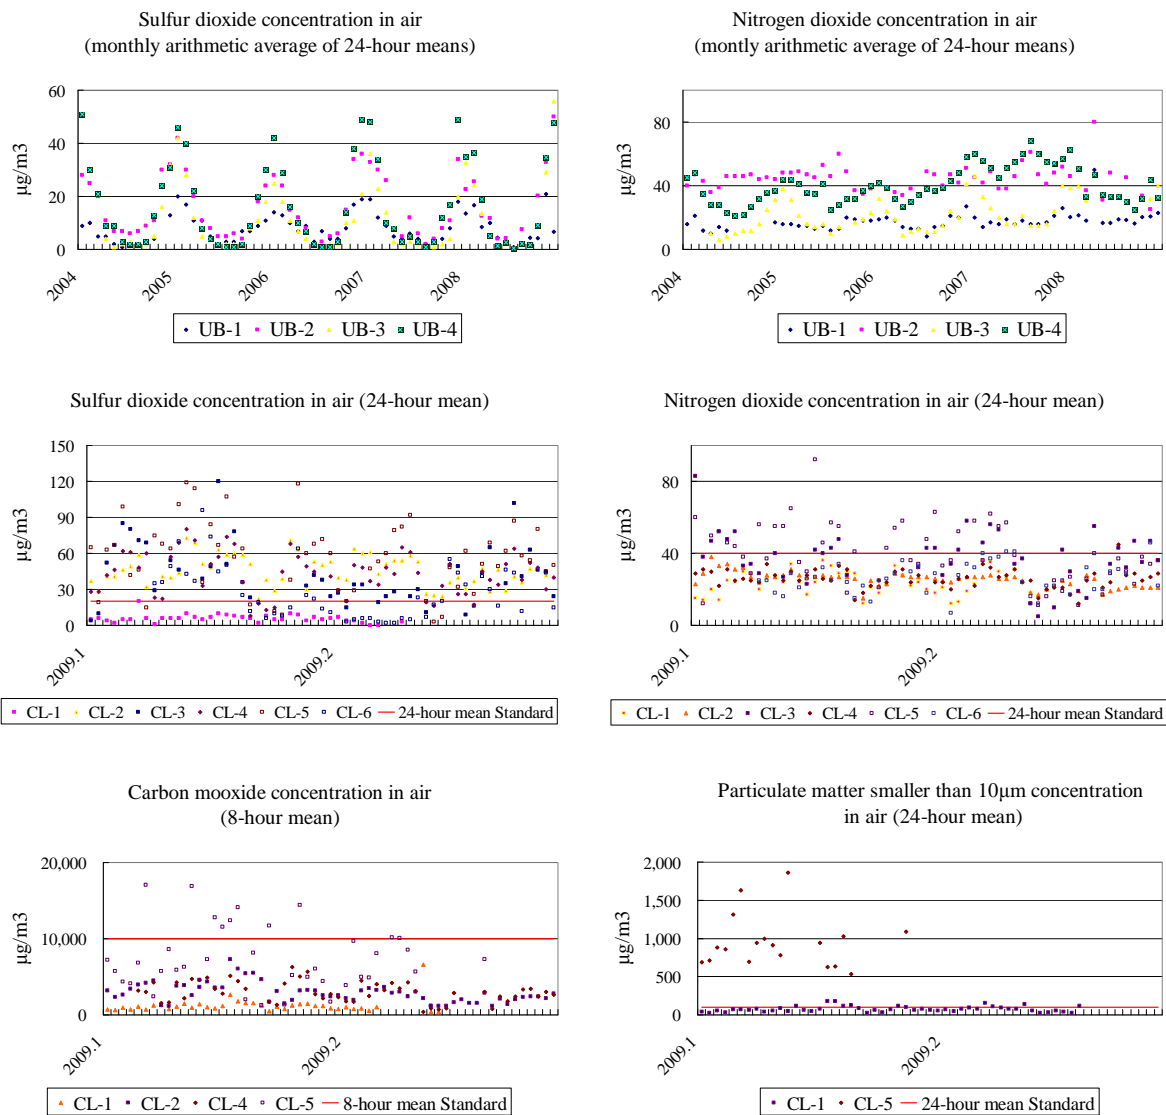 Sulfur dioxide concentration in air
(monthly arithmetic average of 24-hour means)
60
40
20
0
µg/m3
2004
2005
2006
2007
2008
UB-1 UB-2 UB-3 UB-4
Nitrogen dioxide concentration in air
(montly arithmetic average of 24-hour means)
80
40
0
µg/m3
2004
2005
2006
2007
2008
UB-1 UB-2 UB-3 UB-4
Sulfur dioxide concentration in air (24-hour mean)
150
120
90
60
30
0
µg/m3
2009.1
2009.2
CL-1 CL-2 CL-3 CL-4 CL-5 CL-6 24-hour mean Standard
Nitrogen dioxide concentration in air (24-hour mean)
80
40
0
µg/m3
2009.1
2009.2
CL-1 CL-2 CL-3 CL-4 CL-5 CL-6 24-hour mean Standard
Carbon mooxide concentration in air
(8-hour mean)
20,000
10,000
0
µg/m3
2009.1
2009.2
CL-1 CL-2 CL-4 CL-5 8-hour mean Standard
Particulate matter smaller than 10µm concentration
in air (24-hour mean)
2,000
1,500
1,000
500
0
µg/m3
2009.1
2009.2
CL-1 CL-5 24-hour mean Standard